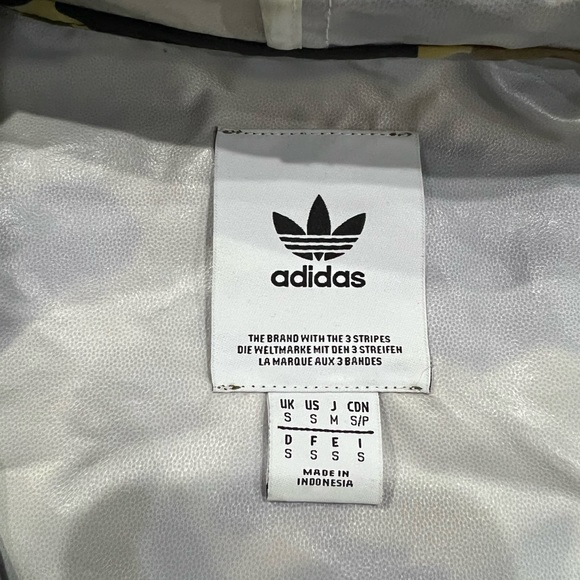 adidas
THE BRAND WITH THE 3 STRIPES
DIE WELTMARKE MIT DEN 3 STREIFEN
LA MARQUE AUX 3 BANDES
UK US J CDN
S S M S/P
D F E I
S S S S
MADE IN
INDONESIA